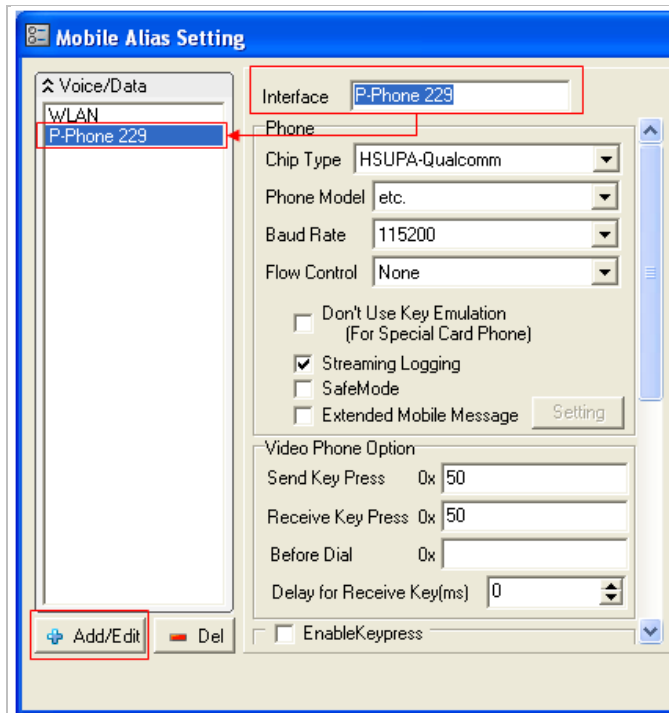 Mobile Alias Setting
Voice/Data
WLAN
P-Phone 229
Add/Edit
Del
Interface P-Phone 229
Phone
Chip Type HSUPA-Qualcomm
Phone Model etc.
Baud Rate 115200
Flow Control None
Don't Use Key Emulation
(For Special Card Phone)
Streaming Logging
SafeMode
Extended Mobile Message Setting
Video Phone Option
Send Key Press 0x 50
Receive Key Press 0x 50
Before Dial 0x
Delay for Receive Key(ms) 0
EnableKeypress